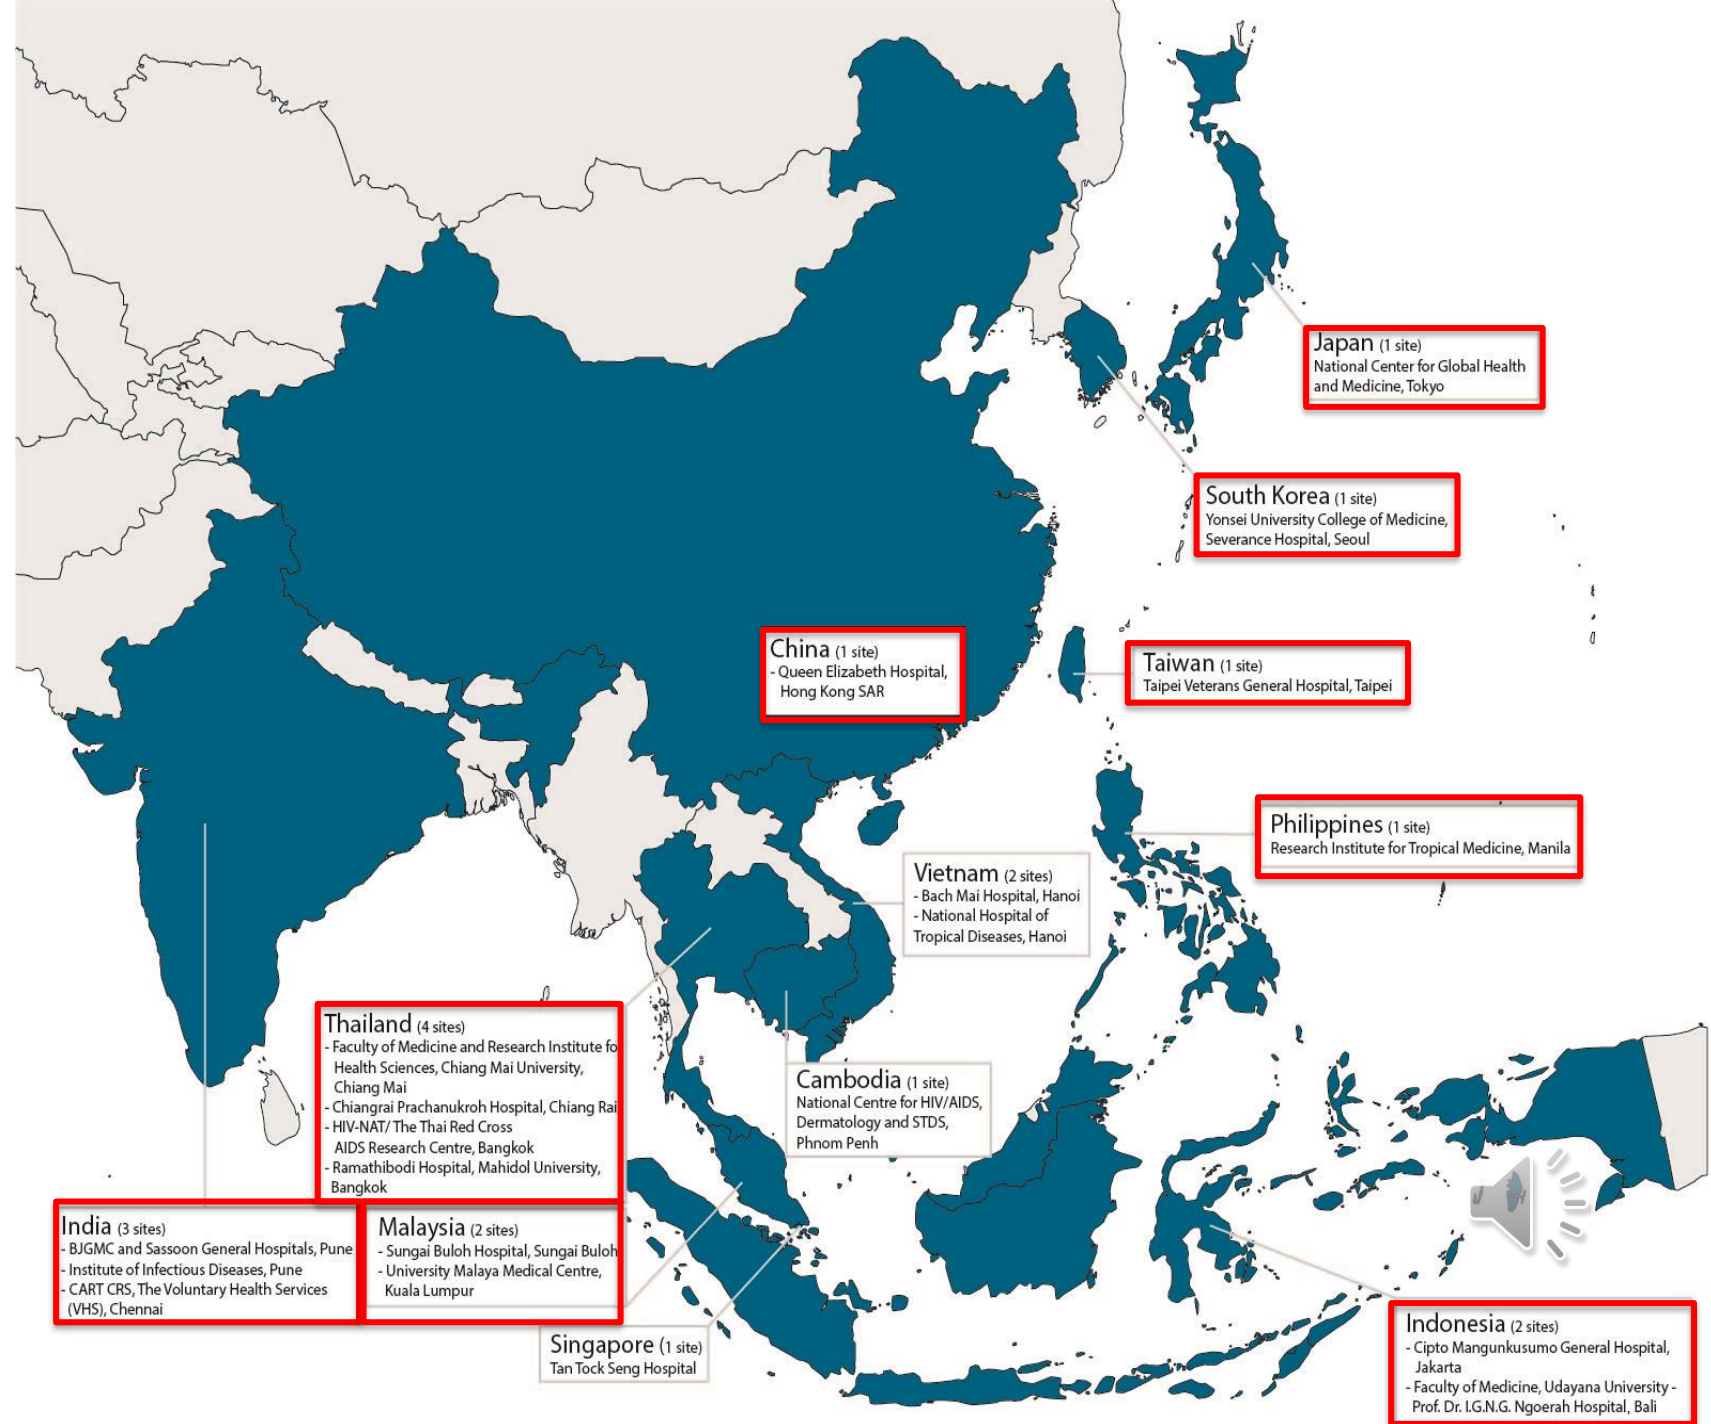 Japan (1 site)
National Center for Global Health
and Medicine, Tokyo
South Korea (1 site)
Yonsei University College of Medicine,
Severance Hospital, Seoul
China (1 site)
- Queen Elizabeth Hospital,
Hong Kong SAR
Taiwan (1 site)
Taipei Veterans General Hospital, Taipei
Philippines (1 site)
Research Institute for Tropical Medicine, Manila
Vietnam (2 sites)
- Bach Mai Hospital, Hanoi
- National Hospital of
Tropical Diseases, Hanoi
Thailand (4 sites)
- Faculty of Medicine and Research Institute fo
Health Sciences, Chiang Mai University,
Chiang Mai
- Chiangrai Prachanukroh Hospital, Chiang Rai
- HIV-NAT/ The Thai Red Cross
AIDS Research Centre, Bangkok
- Ramathibodi Hospital, Mahidol University,
Bangkok
Cambodia (1 site)
National Centre for HIV/AIDS,
Dermatology and STDS,
Phnom Penh
India (3 sites)
- BJGMC and Sassoon General Hospitals, Pune
- Institute of Infectious Diseases, Pune
- CART CRS, The Voluntary Health Services
(VHS), Chennai
Malaysia (2 sites)
- Sungai Buloh Hospital, Sungai Buloh
- University Malaya Medical Centre,
Kuala Lumpur
Singapore (1 site)
Tan Tock Seng Hospital
Indonesia (2 sites)
- Cipto Mangunkusumo General Hospital,
Jakarta
- Faculty of Medicine, Udayana University -
Prof. Dr. I.G.N.G. Ngoerah Hospital, Bali